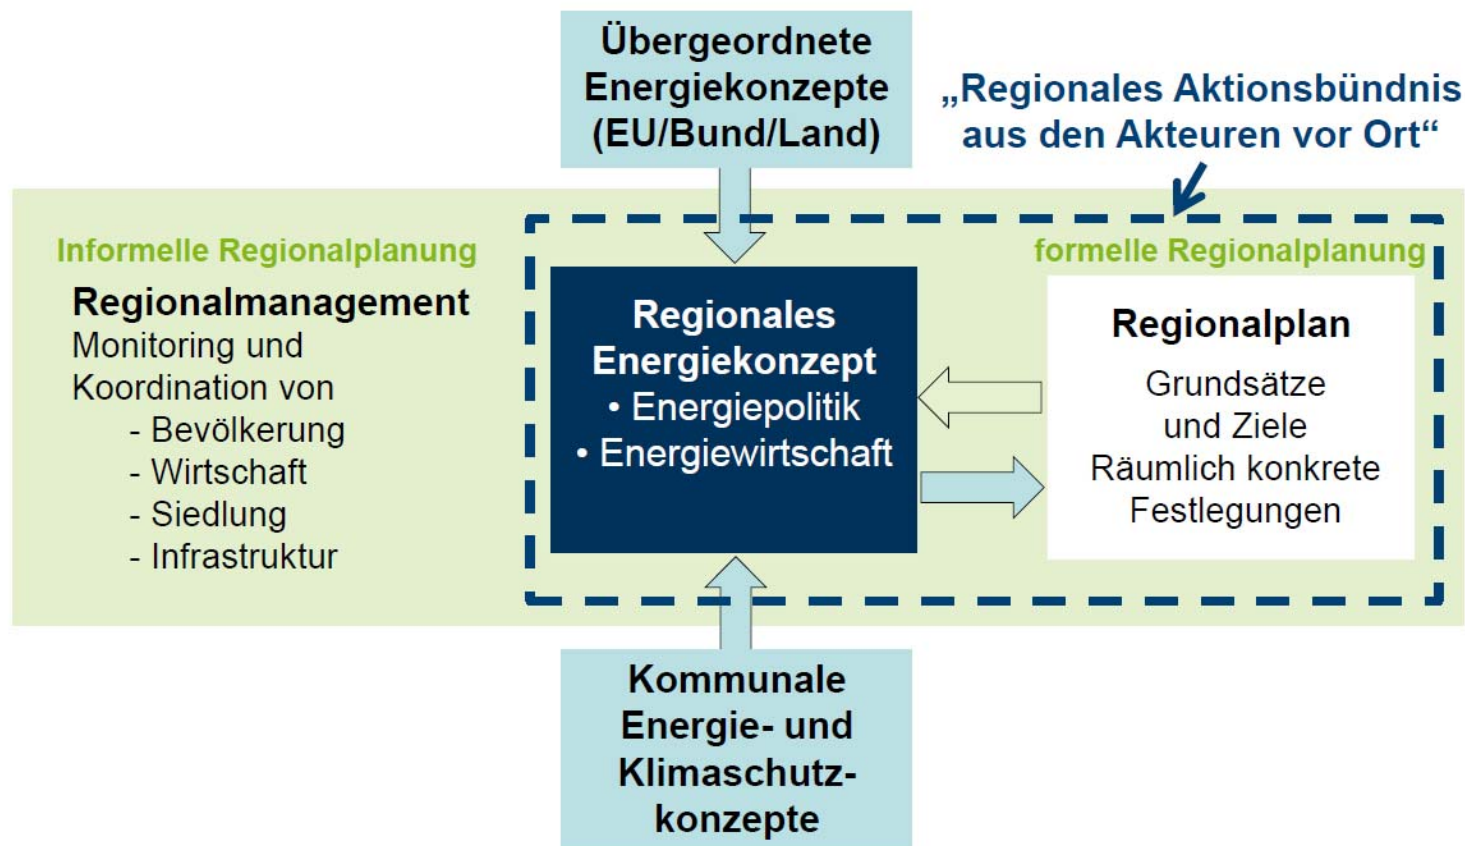 Übergeordnete
Energiekonzepte
(EU/Bund/Land)
„Regionales Aktionsbündnis
aus den Akteuren vor Ort“
Informelle Regionalplanung
Regionalmanagement
Monitoring und
Koordination von
- Bevölkerung
- Wirtschaft
- Siedlung
- Infrastruktur
Regionales
Energiekonzept
• Energiepolitik
• Energiewirtschaft
formelle Regionalplanung
Regionalplan
Grundsätze
und Ziele
Räumlich konkrete
Festlegungen
Kommunale
Energie- und
Klimaschutz-
konzepte